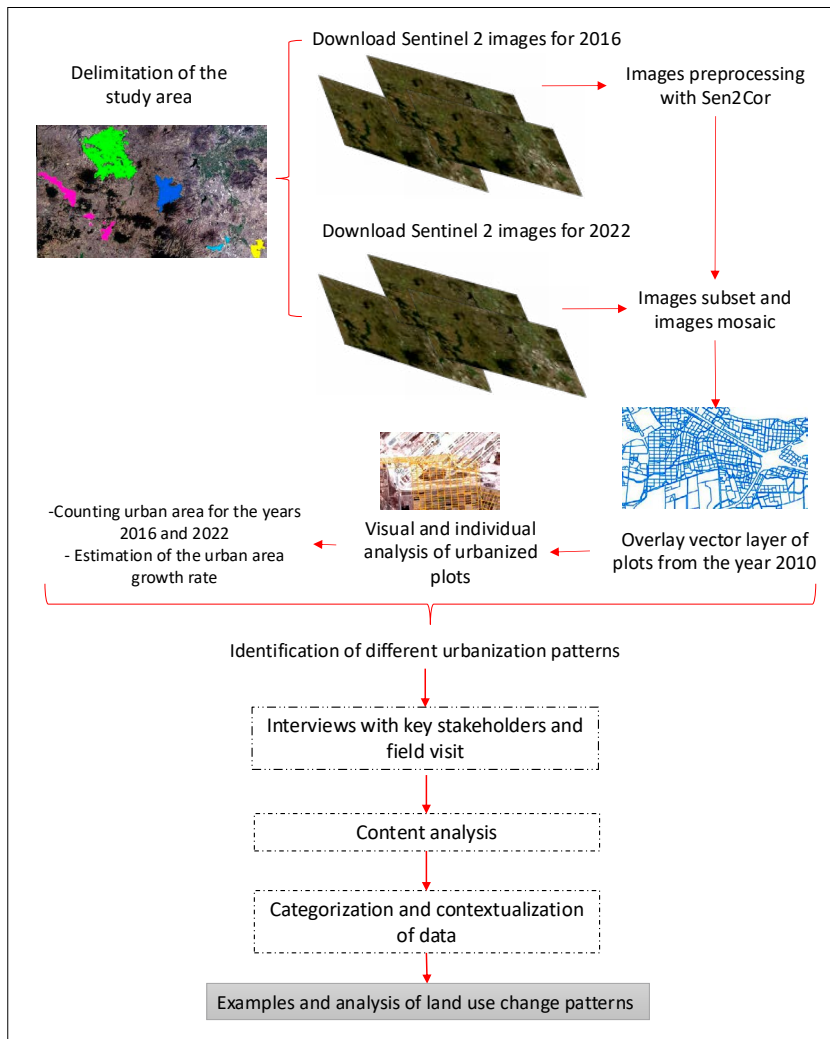 Delimitation of the
study area
Download Sentinel 2 images for 2016
Images preprocessing
with Sen2Cor
Download Sentinel 2 images for 2022
Images subset and
images mosaic
Overlay vector layer of
plots from the year 2010
Visual and individual
analysis of urbanized
plots
-Counting urban area for the years
2016 and 2022
- Estimation of the urban area
growth rate
Identification of different urbanization patterns
Interviews with key stakeholders and
field visit
Content analysis
Categorization and contextualization
of data
Examples and analysis of land use change patterns